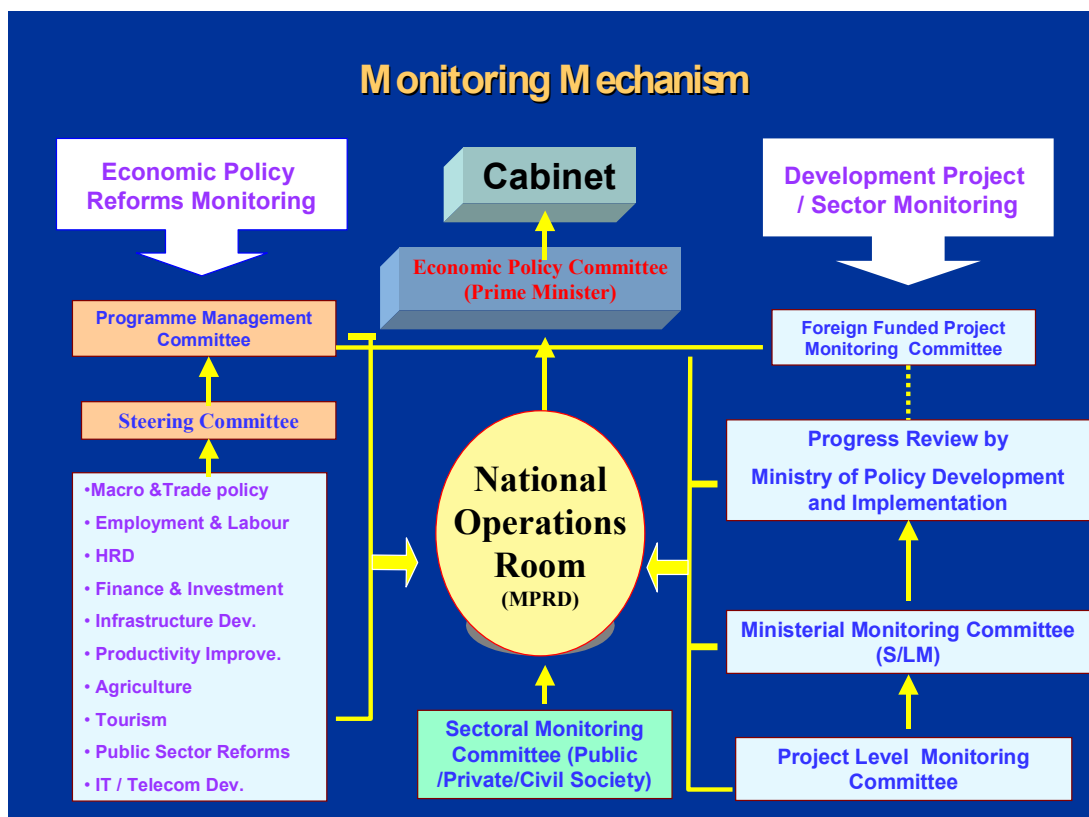 Monitoring Mechanism
Economic Policy
Reforms Monitoring
Cabinet
Development Project
/ Sector Monitoring
Economic Policy Committee
(Prime Minister)
Programme Management
Committee
Steering Committee
•Macro &Trade policy
• Employment & Labour
• HRD
• Finance & Investment
• Infrastructure Dev.
• Productivity Improve.
• Agriculture
• Tourism
• Public Sector Reforms
• IT / Telecom Dev.
National
Operations
Room
(MPRD)
Sectoral Monitoring
Committee (Public
/Private/Civil Society)
Foreign Funded Project
Monitoring Committee
Progress Review by
Ministry of Policy Development
and Implementation
Ministerial Monitoring Committee
(S/LM)
Project Level Monitoring
Committee